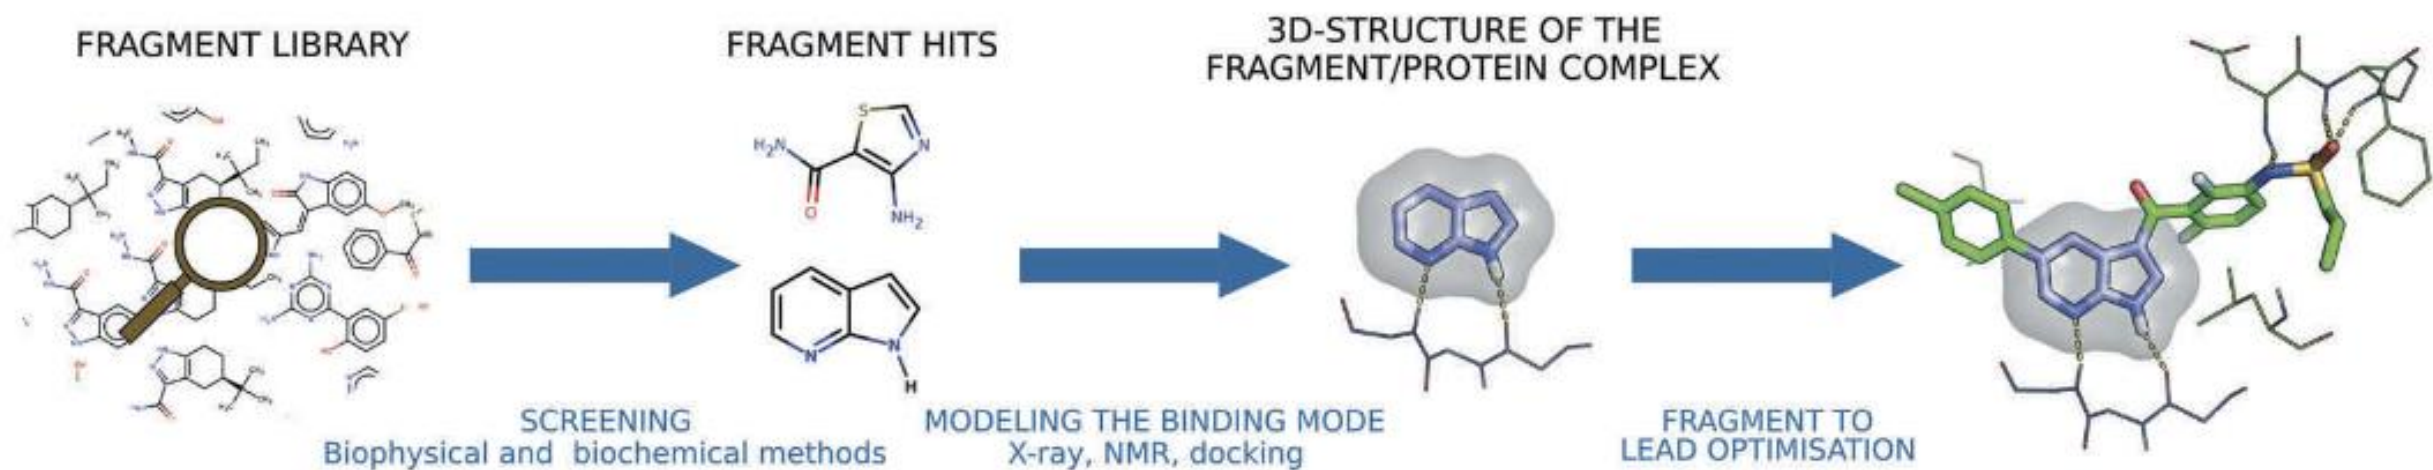 FRAGMENT LIBRARY
FRAGMENT HITS
3D-STRUCTURE OF THE
FRAGMENT/PROTEIN COMPLEX
S
H₂N
N
O
NH₂
N
N
H
SCREENING
Biophysical and biochemical methods
MODELING THE BINDING MODE
X-ray, NMR, docking
FRAGMENT TO
LEAD OPTIMISATION